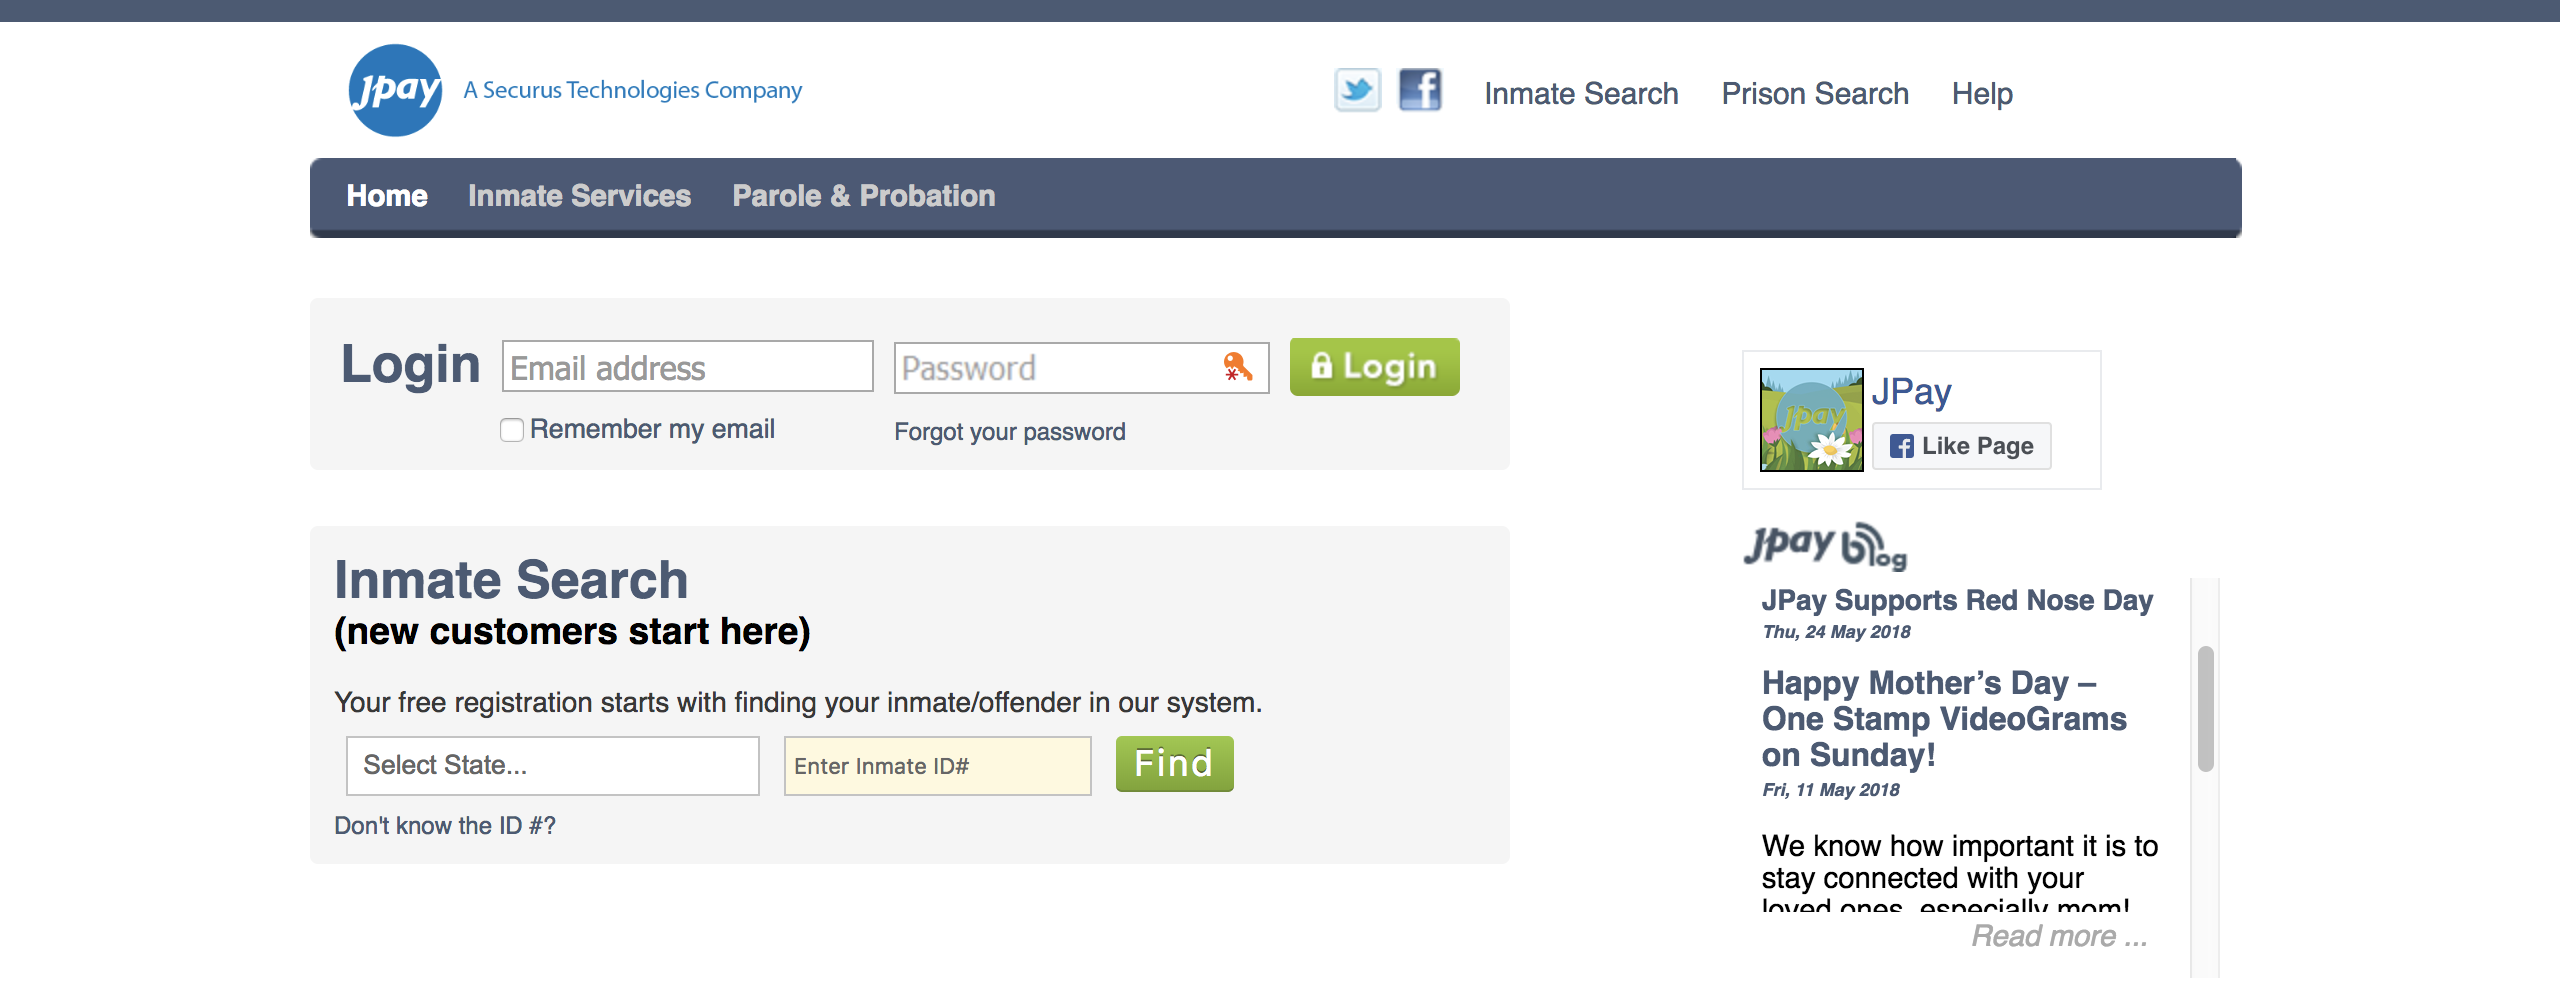 Jpay A Securus Technologies Company
Inmate Search Prison Search Help
Home Inmate Services Parole & Probation
Login Email address Password Login
Remember my email Forgot your password
Inmate Search
(new customers start here)
Your free registration starts with finding your inmate/offender in our system.
Select State... Enter Inmate ID# Find
Don't know the ID #?
Jpay
JPay
Like Page
Jpay Blog
JPay Supports Red Nose Day
Thu, 24 May 2018
Happy Mother’s Day –
One Stamp VideoGrams
on Sunday!
Fri, 11 May 2018
We know how important it is to
stay connected with your
loved ones, especially mom!
Read more ...